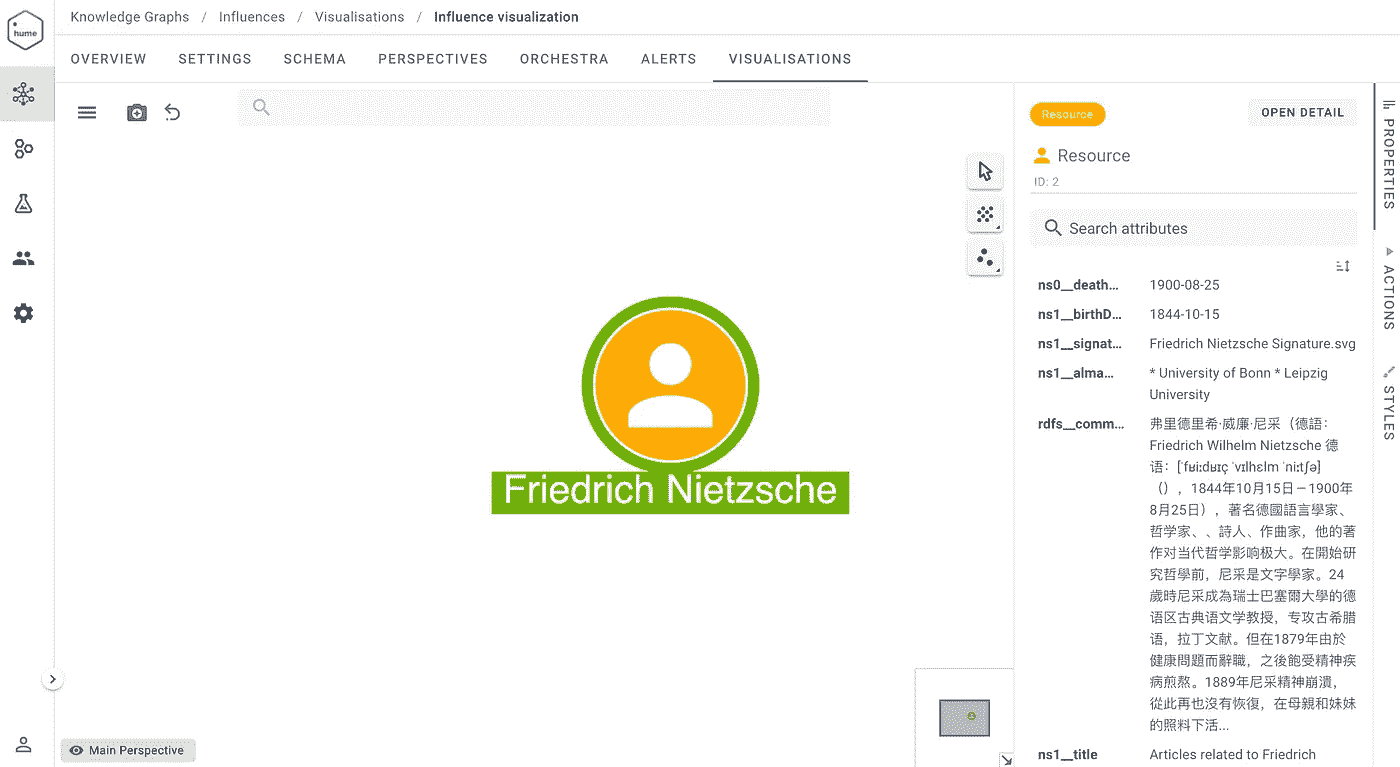 hume
Knowledge Graphs / Influences / Visualisations / Influence visualization
OVERVIEW SETTINGS SCHEMA PERSPECTIVES ORCHESTRA ALERTS VISUALISATIONS
Resource
OPEN DETAIL
Resource
ID: 2
Search attributes
ns0__death... 1900-08-25
ns1__birthD... 1844-10-15
ns1__signat... Friedrich Nietzsche Signature.svg
ns1__alma... * University of Bonn * Leipzig
University
rdfs__comm... 弗里德里希·威廉·尼采（德語：
Friedrich Wilhelm Nietzsche 德
语：[ˈfʁiːdʁɪç ˈvɪlhɛlm ˈniːtʃə]
（），1844年10月15日－1900年
8月25日），著名德國語言學家、
哲学家、、詩人、作曲家，他的著
作对当代哲学影响极大。在開始研
究哲學前，尼采是文字學家。24
歲時尼采成為瑞士巴塞爾大學的德
语区古典语文学教授，专攻古希腊
语，拉丁文献。但在1879年由於
健康問題而辭職，之後飽受精神疾
病煎熬。1889年尼采精神崩潰，
從此再也沒有恢復，在母親和妹妹
的照料下活...
ns1__title Articles related to Friedrich
PROPERTIES
ACTIONS
STYLES
Friedrich Nietzsche
Main Perspective